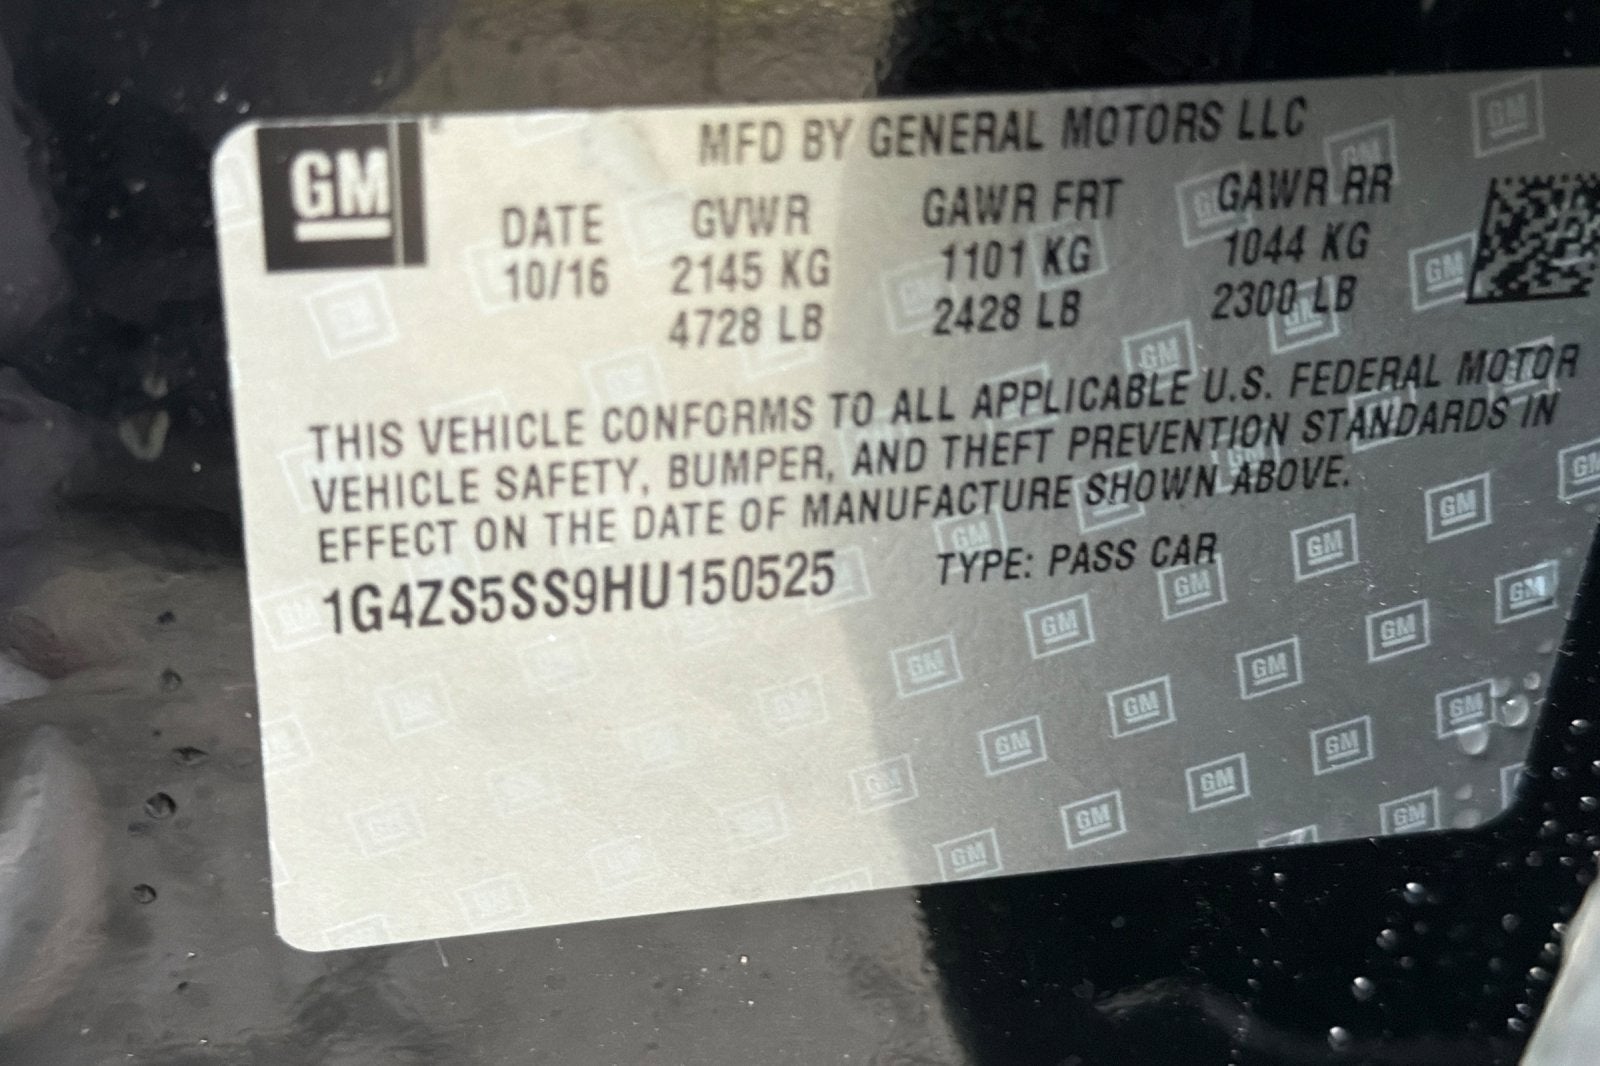 GM
MFD BY GENERAL MOTORS LLC
DATE GVWR GAWR FRT GAWR RR
10/16 2145 KG 1101 KG 1044 KG
4728 LB 2428 LB 2300 LB
THIS VEHICLE CONFORMS TO ALL APPLICABLE U.S. FEDERAL MOTOR
VEHICLE SAFETY, BUMPER, AND THEFT PREVENTION STANDARDS IN
EFFECT ON THE DATE OF MANUFACTURE SHOWN ABOVE.
1G4ZS5SS9HU150525 TYPE: PASS CAR